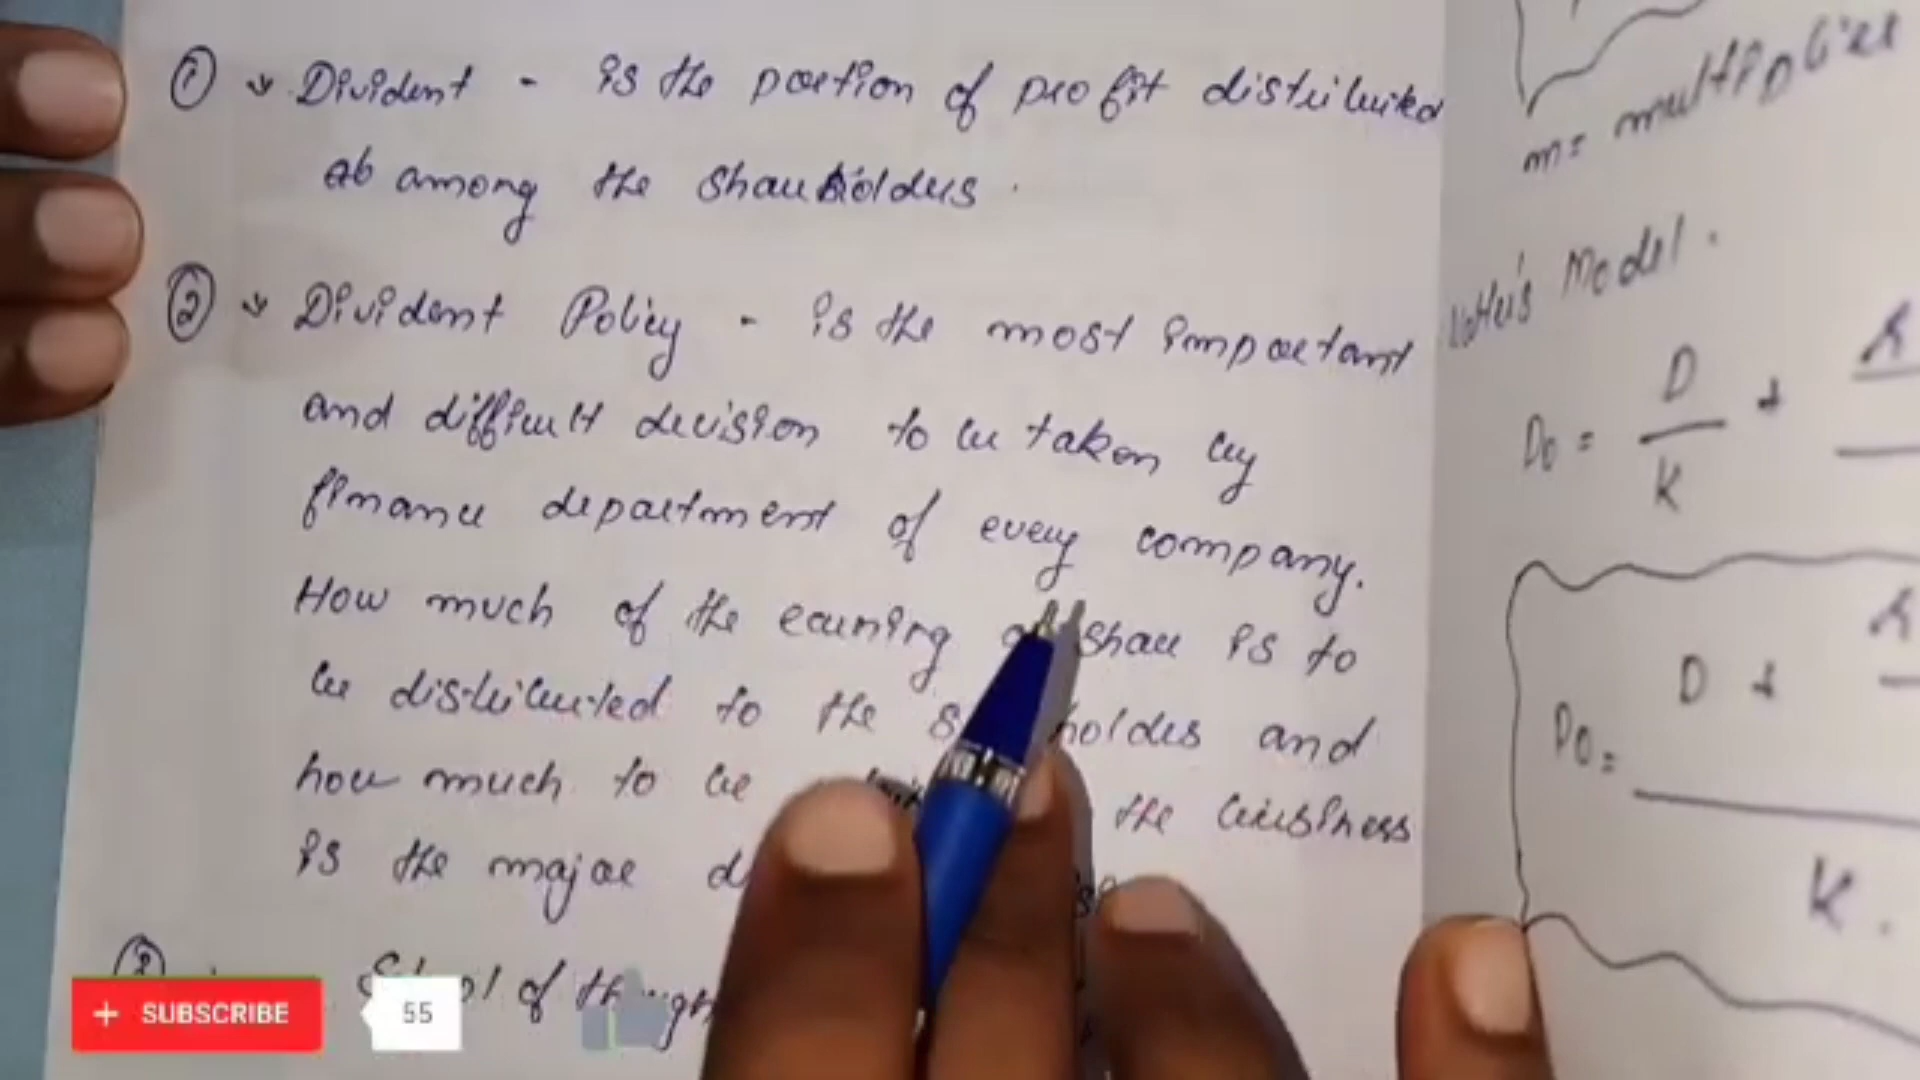 ① Divident - is the portion of profit distributed
ab among the shareholders.
② Divident Policy - is the most important
and difficult decision to be taken by
finance department of every company.
How much of the earning share is to
be distributed to the holders and
how much to be the business
is the major
③ School of
m = multiplier
Model.
P0 = D/K +
P0 = D +
K.
+ SUBSCRIBE 55